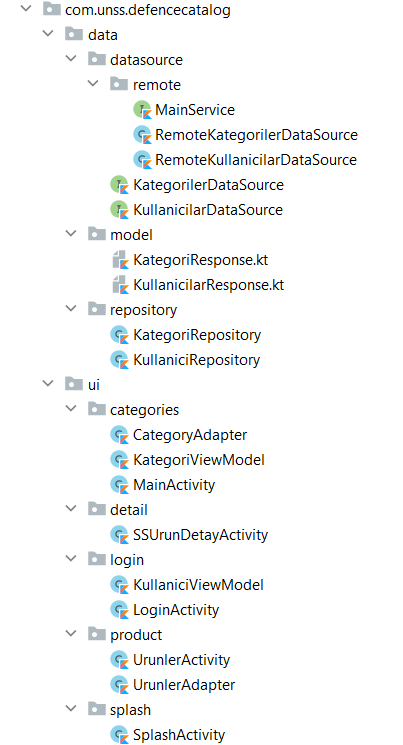 com.unss.defencecatalog
data
datasource
remote
MainService
RemoteKategorilerDataSource
RemoteKullanicilarDataSource
KategorilerDataSource
KullanicilarDataSource
model
KategoriResponse.kt
KullanicilarResponse.kt
repository
KategoriRepository
KullaniciRepository
ui
categories
CategoryAdapter
KategoriViewModel
MainActivity
detail
SSUrunDetayActivity
login
KullaniciViewModel
LoginActivity
product
UrunlerActivity
UrunlerAdapter
splash
SplashActivity